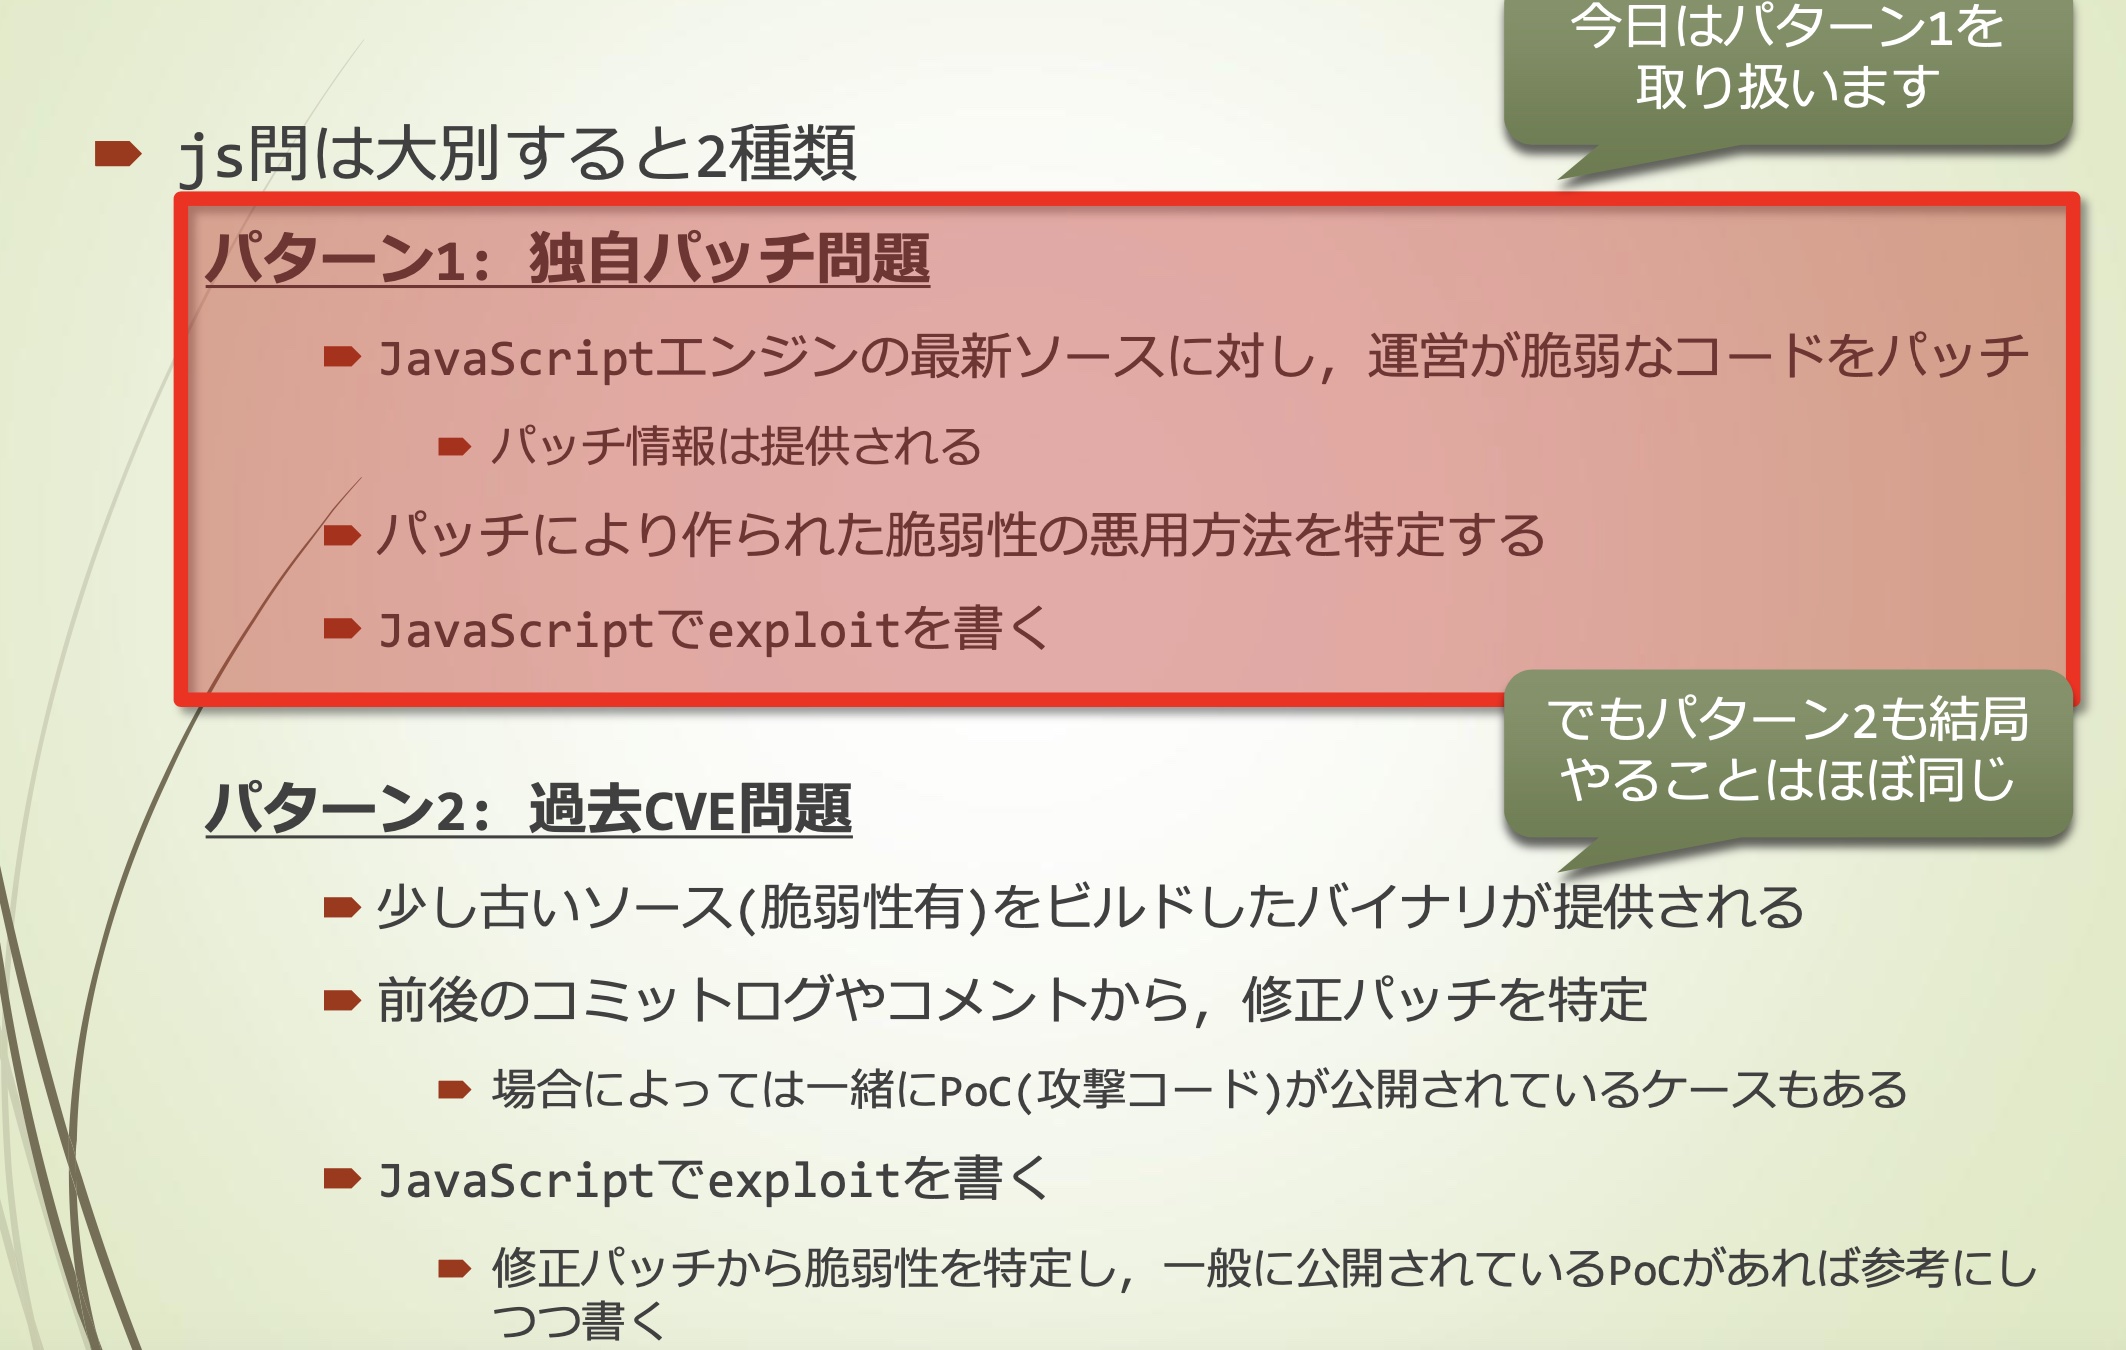 今日はパターン1を
取り扱います
js問は大別すると2種類
パターン1: 独自パッチ問題
JavaScriptエンジンの最新ソースに対し, 運営が脆弱なコードをパッチ
パッチ情報は提供される
パッチにより作られた脆弱性の悪用方法を特定する
JavaScriptでexploitを書く
でもパターン2も結局
やることはほぼ同じ
パターン2: 過去CVE問題
少し古いソース(脆弱性有)をビルドしたバイナリが提供される
前後のコミットログやコメントから, 修正パッチを特定
場合によっては一緒にPoC(攻撃コード)が公開されているケースもある
JavaScriptでexploitを書く
修正パッチから脆弱性を特定し, 一般に公開されているPoCがあれば参考にし
つつ書く